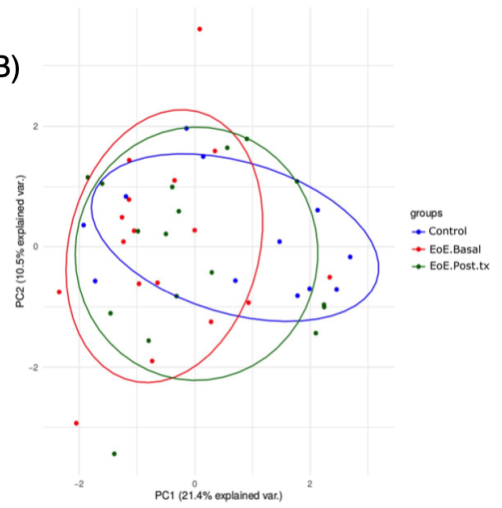 B)
2
0
−2
PC2 (10.5% explained var.)
−2
0
2
PC1 (21.4% explained var.)
groups
Control
EoE.Basal
EoE.Post.tx